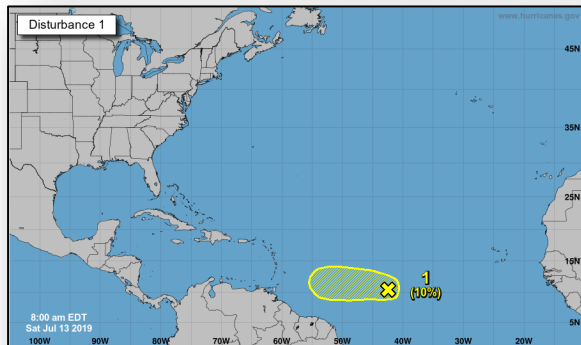 Disturbance 1
www.hurricanes.gov
45N
35N
25N
15N
5N
1
(10%)
8:00 am EDT
Sat Jul 13 2019
100W
90W
80W
70W
60W
50W
40W
30W
20W